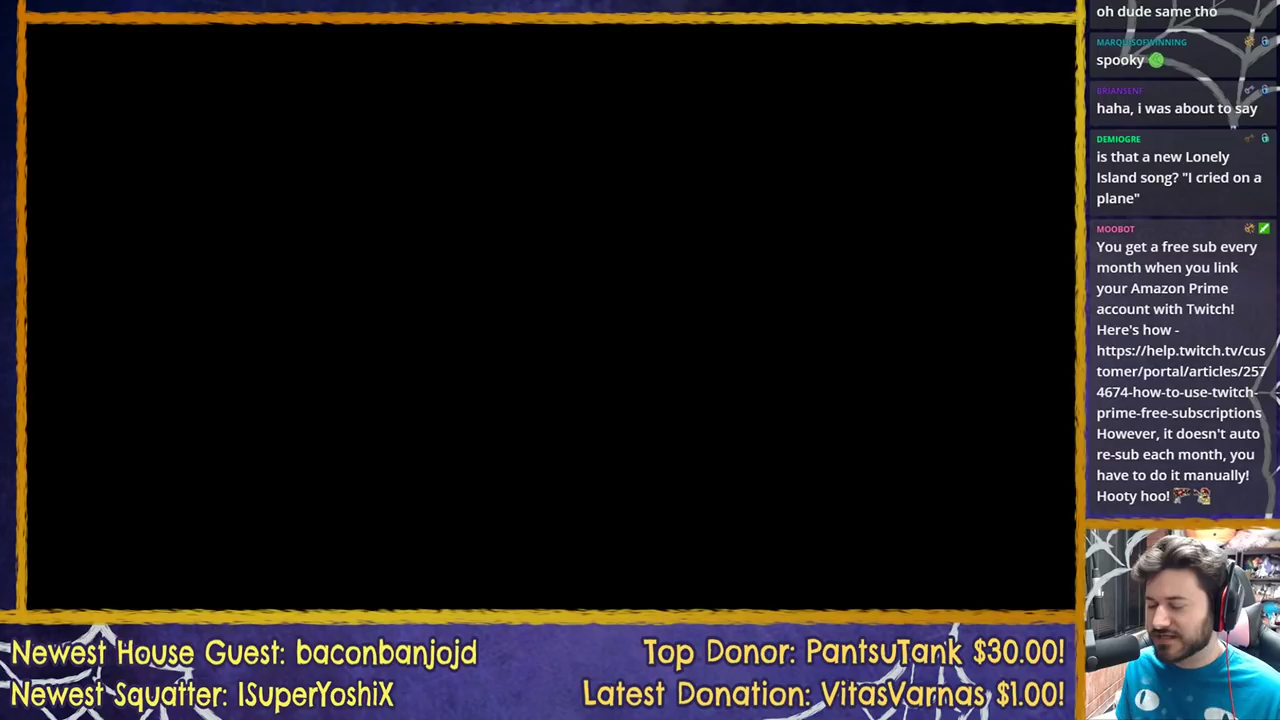 oh dude same tho
MARQUISOFWINNING
spooky
BRIANSENF
haha, i was about to say
DEMIOGRE
is that a new Lonely
Island song? "I cried on a
plane"
MOOBOT
You get a free sub every
month when you link
your Amazon Prime
account with Twitch!
Here's how -
https://help.twitch.tv/cus
tomer/portal/articles/257
4674-how-to-use-twitch-
prime-free-subscriptions
However, it doesn't auto
re-sub each month, you
have to do it manually!
Hooty hoo!
Newest House Guest: baconbanjojd
Newest Squatter: ISuperYoshiX
Top Donor: PantsuTank $30.00!
Latest Donation: VitasVarnas $1.00!